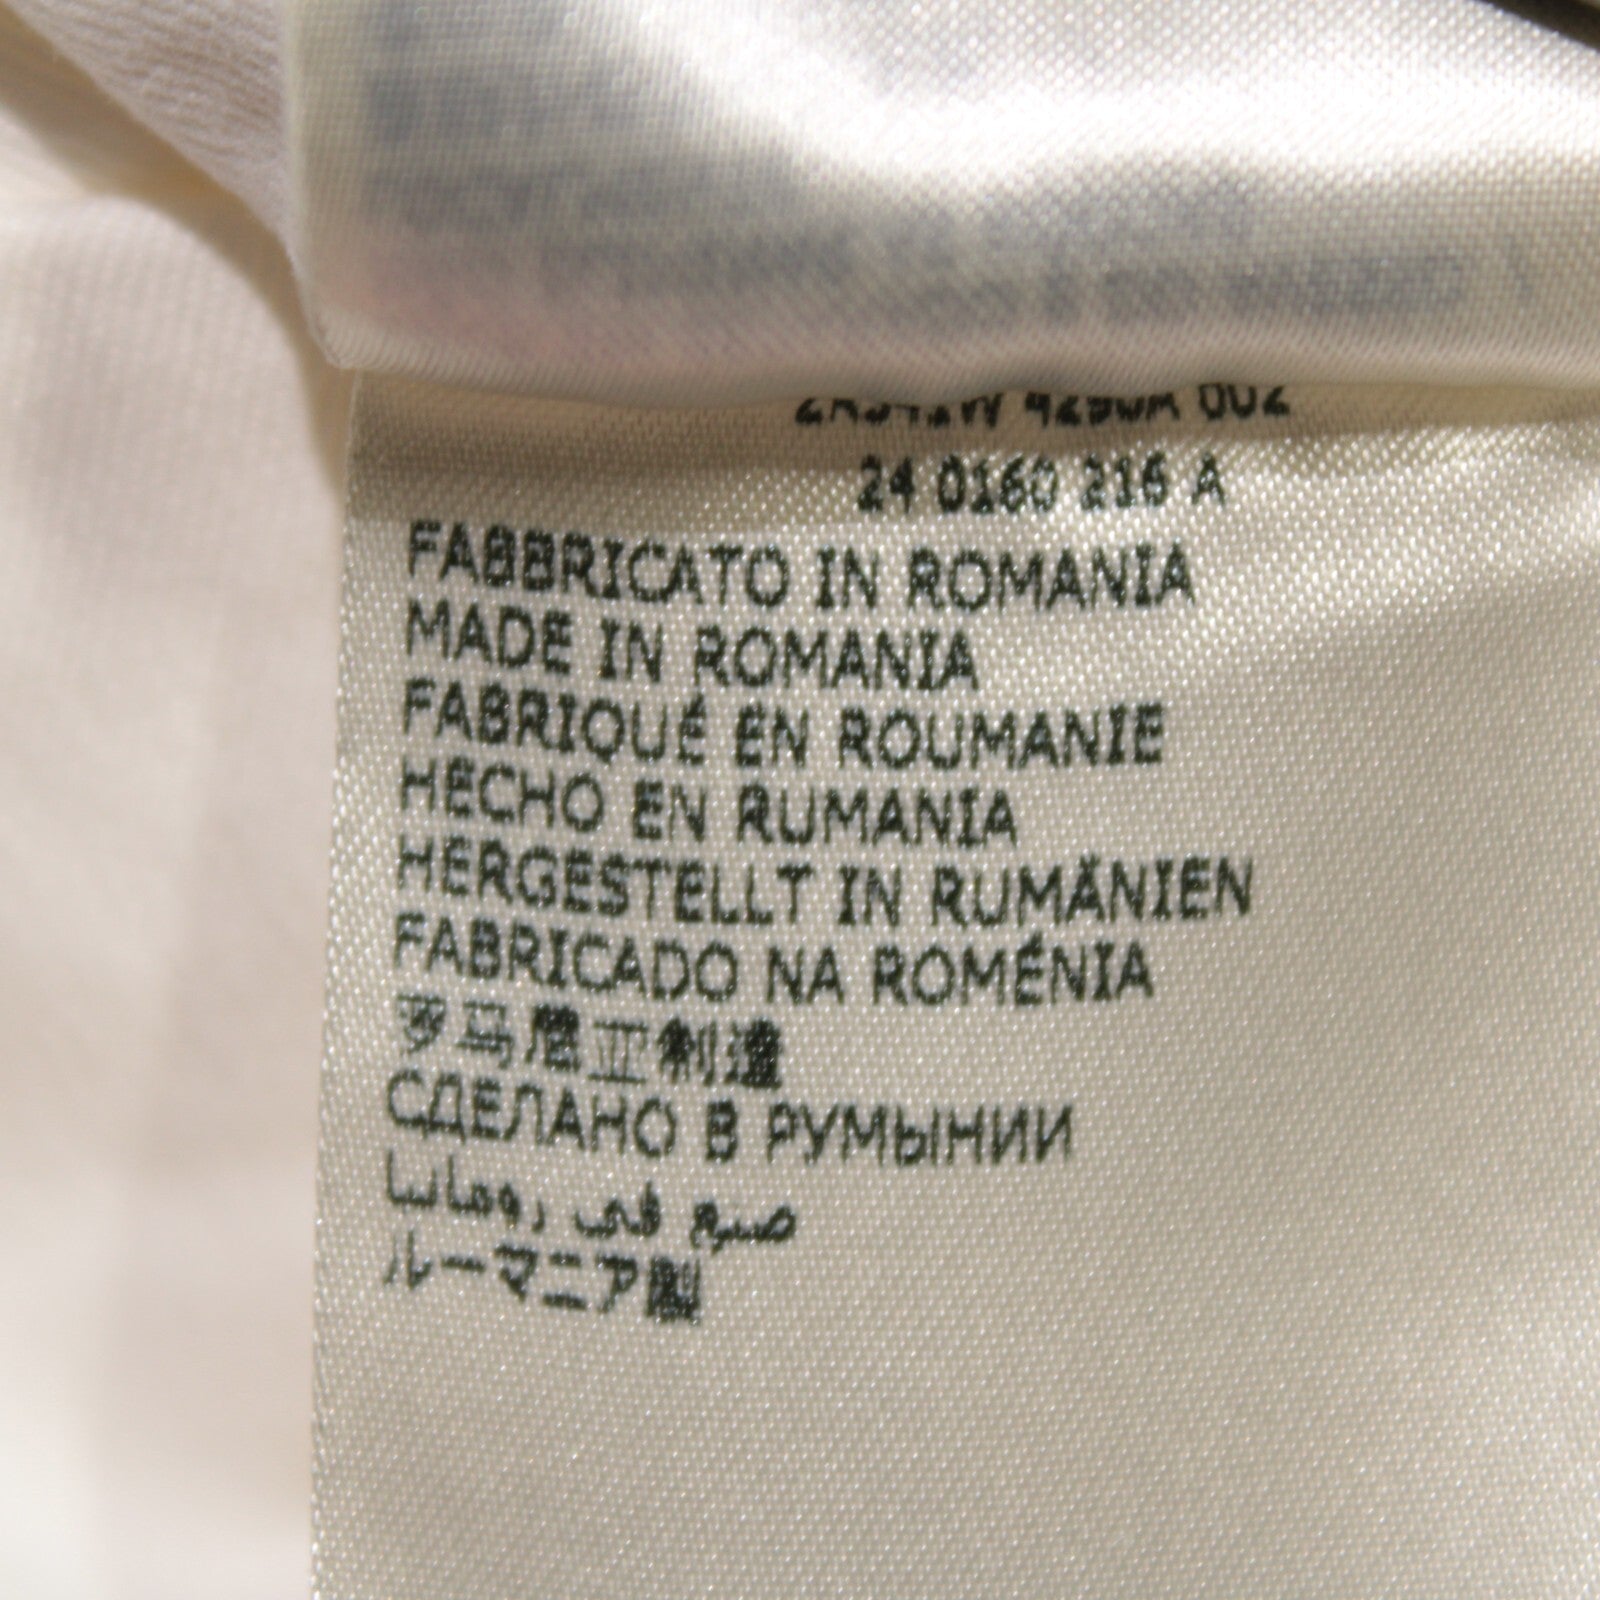 24 0160 216 A
FABBRICATO IN ROMANIA
MADE IN ROMANIA
FABRIQUÉ EN ROUMANIE
HECHO EN RUMANIA
HERGESTELLT IN RUMÄNIEN
FABRICADO NA ROMÉNIA
罗马尼亚制造
СДЕЛАНО В РУМЫНИИ
صنع في رومانيا
ルーマニア製